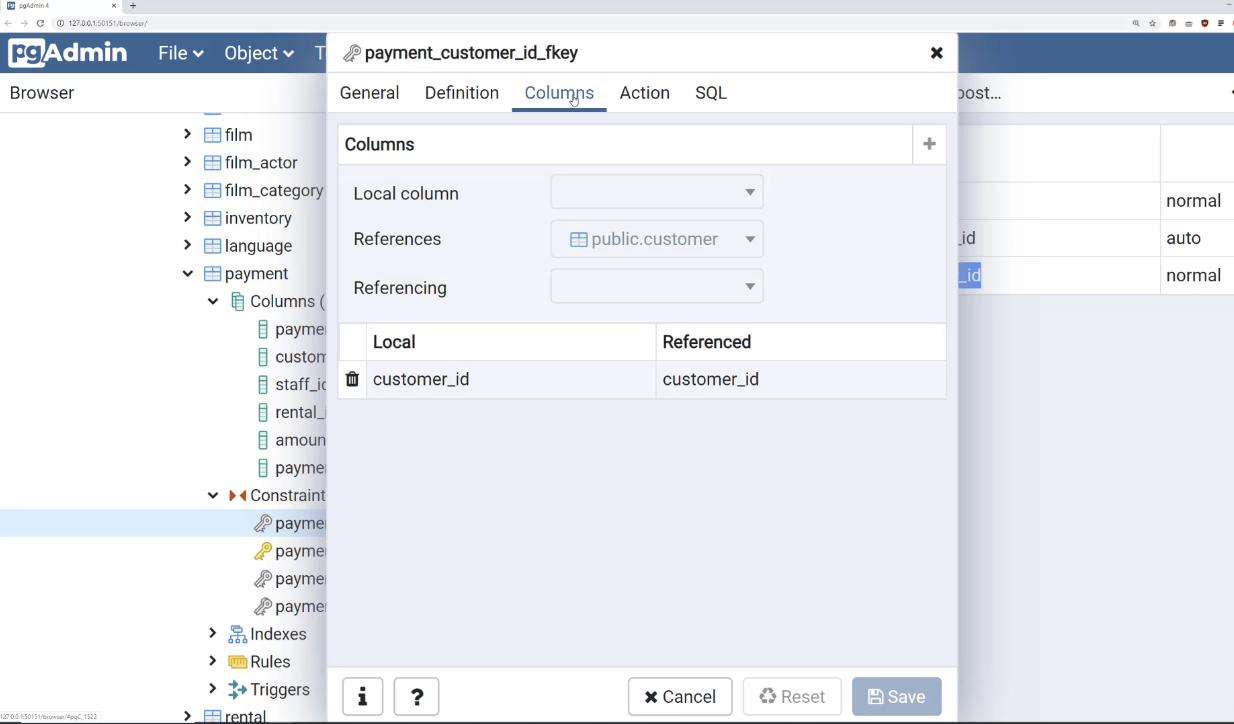 pgAdmin 4
127.0.0.1:50151/browser/
pgAdmin
File
Object
T
payment_customer_id_fkey
Browser
General
Definition
Columns
Action
SQL
post...
Columns
Local column
References
public.customer
Referencing
Local
Referenced
customer_id
customer_id
film
film_actor
film_category
inventory
language
payment
Columns (
payme
custom
staff_ic
rental_
amoun
payme
Constraint
payme
payme
payme
payme
Indexes
Rules
Triggers
rental
normal
_id
auto
_id
normal
i
?
Cancel
Reset
Save
127.0.0.1:50151/browser/#pgC_1522